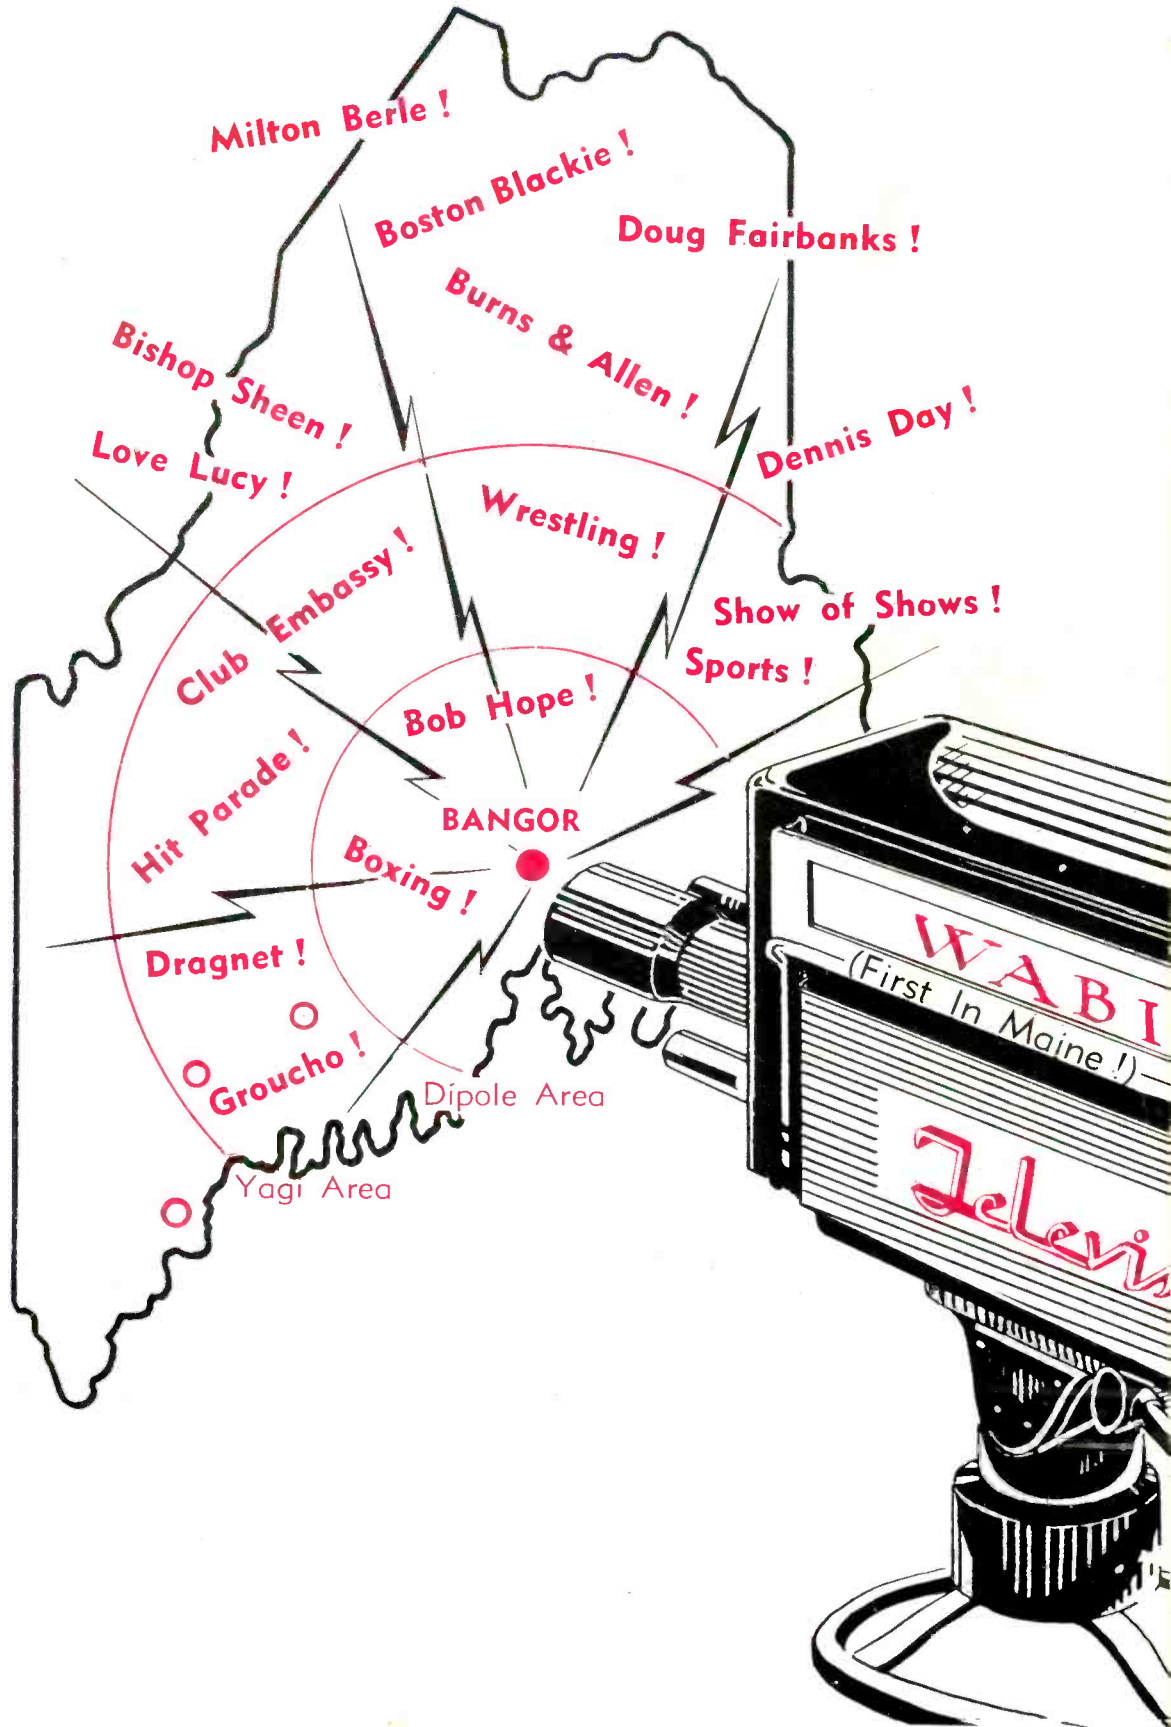 Milton Berle !
Boston Blackie !
Doug Fairbanks !
Burns & Allen !
Bishop Sheen !
Dennis Day !
Love Lucy !
Wrestling !
Club Embassy !
Show of Shows !
Sports !
Bob Hope !
Hit Parade !
BANGOR
Boxing !
Dragnet !
Groucho !
Dipole Area
Yagi Area
WABI
(First In Maine !)